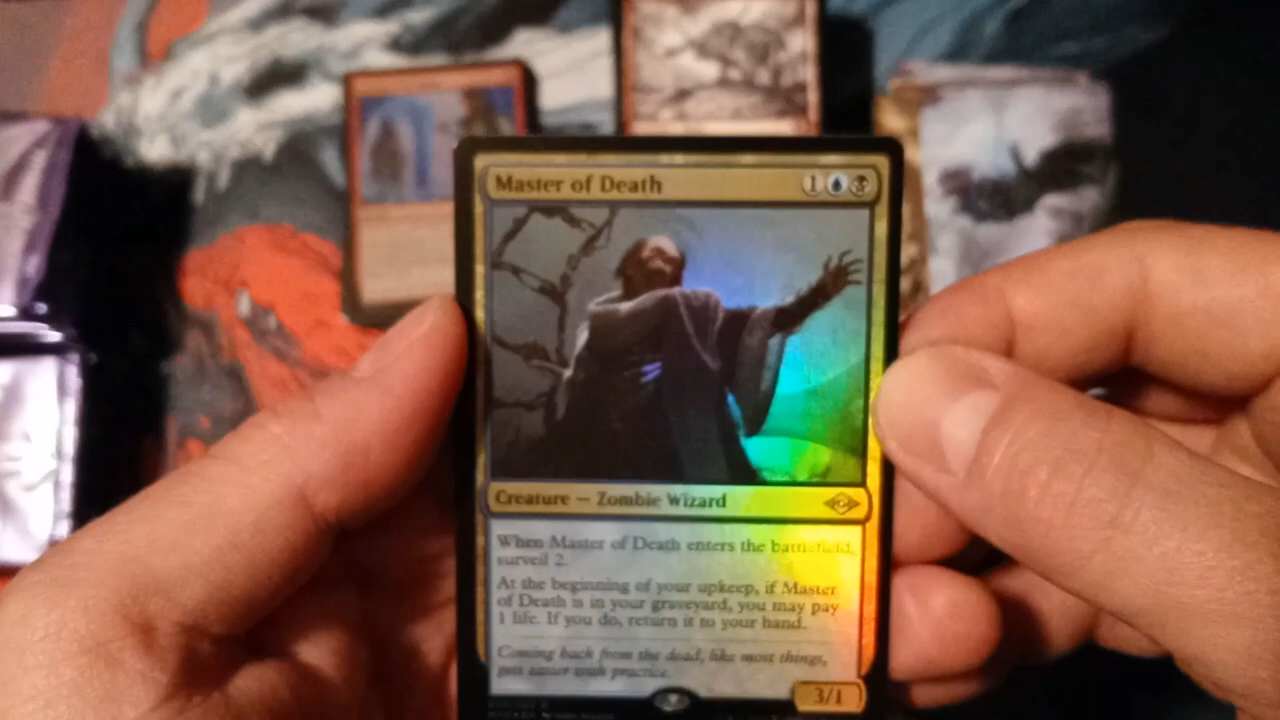 Master of Death 1
Creature — Zombie Wizard
When Master of Death enters the battlefield,
surveil 2.
At the beginning of your upkeep, if Master
of Death is in your graveyard, you may pay
1 life. If you do, return it to your hand.
Coming back from the dead, like most things,
gets easier with practice.
3/1